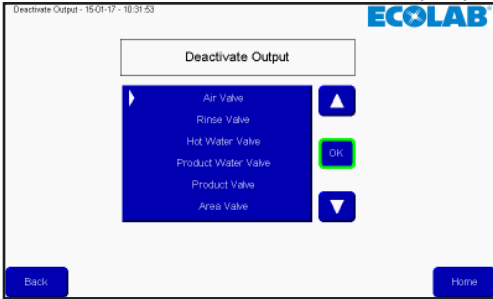 Deactivate Output - 15-01-17 - 10:31:53
ECOLAB®
Deactivate Output
Air Valve
Rinse Valve
Hot Water Valve
OK
Product Water Valve
Product Valve
Area Valve
Back
Home